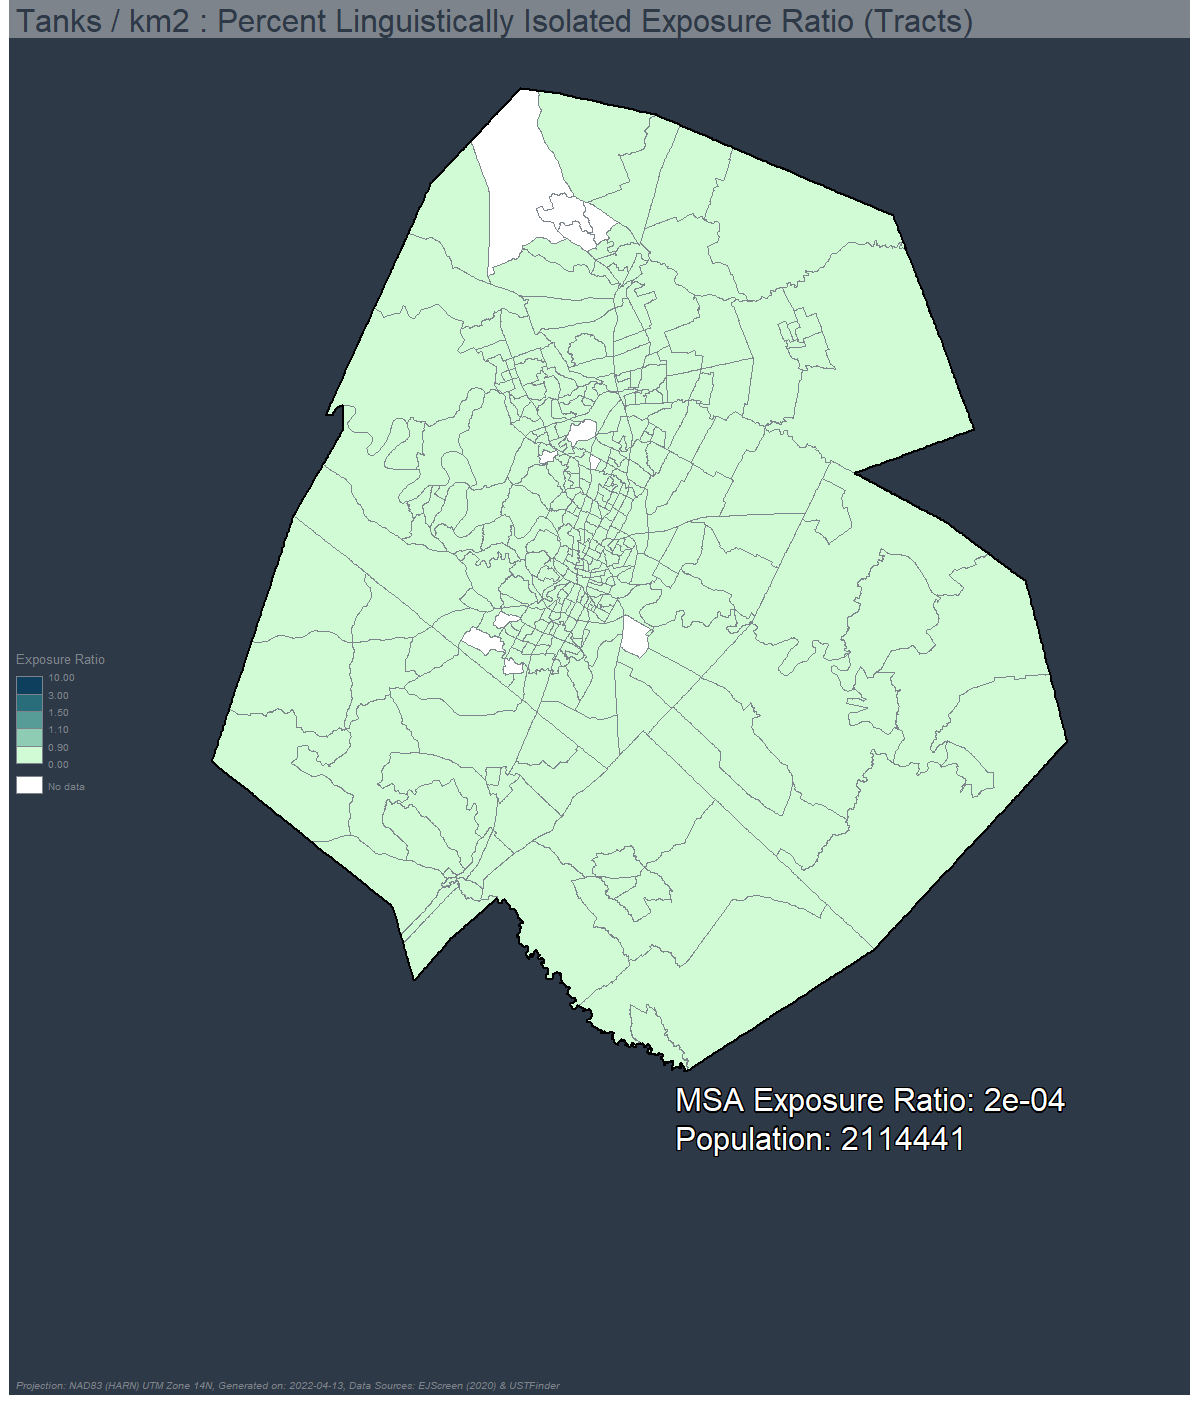 Tanks / km2 : Percent Linguistically Isolated Exposure Ratio (Tracts)
Exposure Ratio
10.00
3.00
1.50
1.10
0.90
0.00
No data
MSA Exposure Ratio: 2e-04
Population: 2114441
Projection: NAD83 (HARN) UTM Zone 14N, Generated on: 2022-04-13, Data Sources: EJScreen (2020) & USTFinder